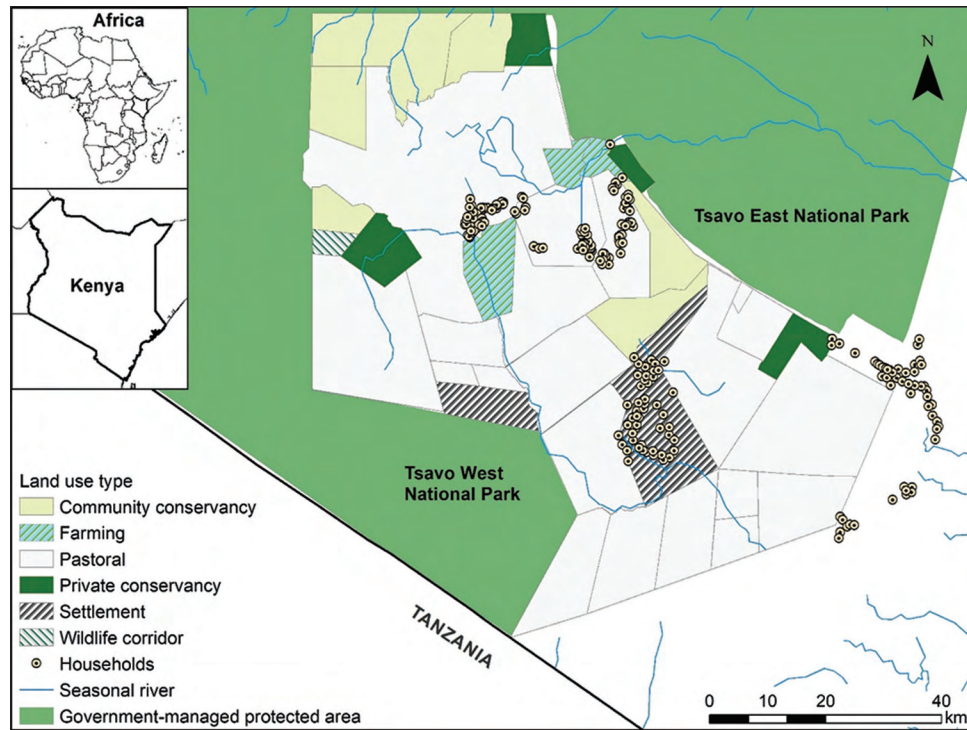 Africa
N
Tsavo East National Park
Kenya
Tsavo West
National Park
Land use type
Community conservancy
Farming
Pastoral
Private conservancy
Settlement
Wildlife corridor
Households
Seasonal river
Government-managed protected area
TANZANIA
0 10 20 40
km